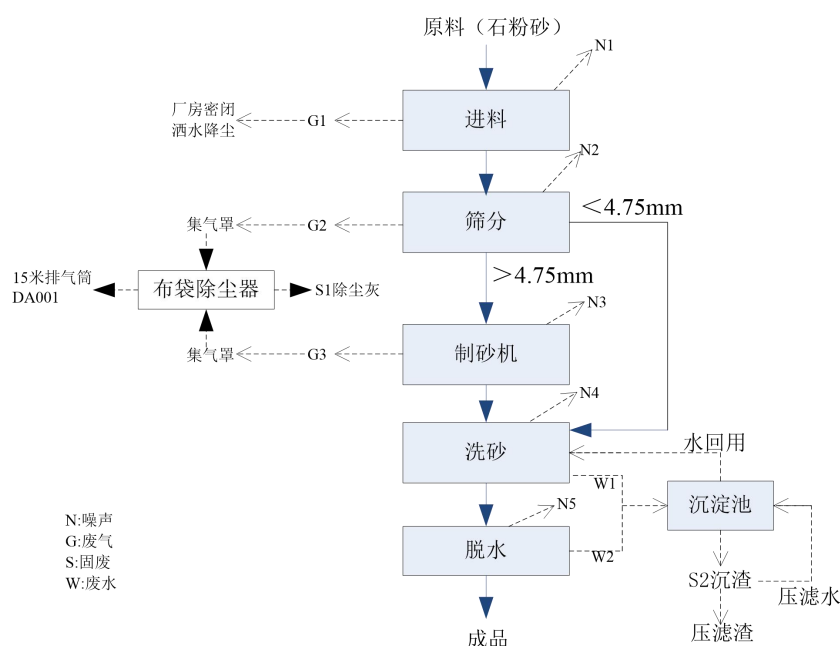 原料（石粉砂）
N1
进料
厂房密闭
洒水降尘
G1
N2
筛分
＜4.75mm
集气罩
G2
＞4.75mm
15米排气筒
DA001
布袋除尘器
S1除尘灰
N3
制砂机
集气罩
G3
N4
洗砂
水回用
W1
沉淀池
N5
脱水
W2
S2沉渣
压滤水
压滤渣
成品
N:噪声
G:废气
S:固废
W:废水